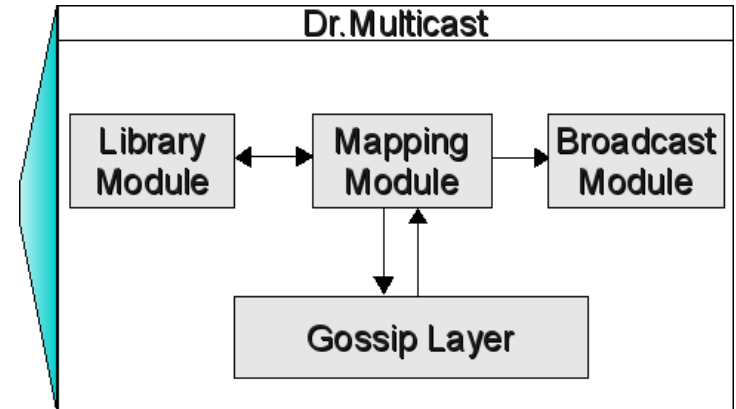 Dr.Multicast
Library
Module
Mapping
Module
Broadcast
Module
Gossip Layer